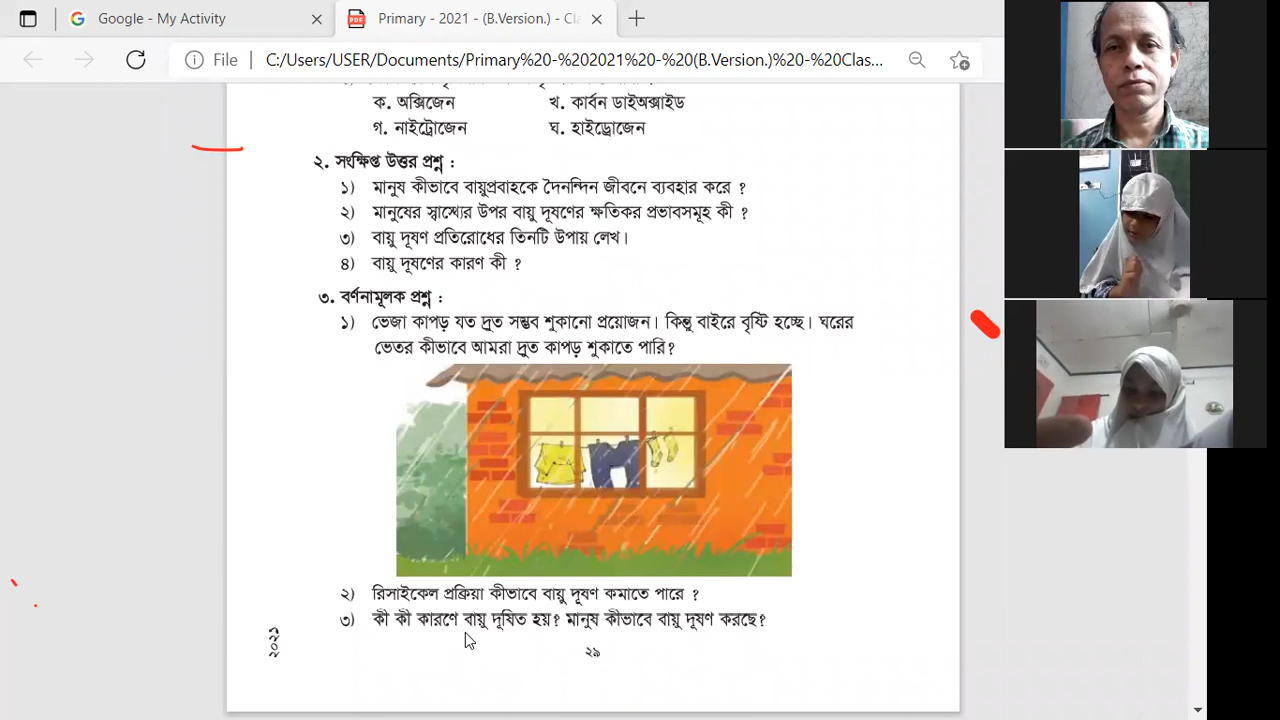 Google - My Activity
Primary - 2021 - (B.Version.) - Cla
File
C:/Users/USER/Documents/Primary%20-%202021%20-%20(B.Version.)%20-%20Clas...
ক. অক্সিজেন খ. কার্বন ডাইঅক্সাইড
গ. নাইট্রোজেন ঘ. হাইড্রোজেন
২. সংক্ষিপ্ত উত্তর প্রশ্ন :
১) মানুষ কীভাবে বায়ুপ্রবাহকে দৈনন্দিন জীবনে ব্যবহার করে ?
২) মানুষের স্বাস্থ্যের উপর বায়ু দূষণের ক্ষতিকর প্রভাবসমূহ কী ?
৩) বায়ু দূষণ প্রতিরোধের তিনটি উপায় লেখ।
৪) বায়ু দূষণের কারণ কী ?
৩. বর্ণনামূলক প্রশ্ন :
১) ভেজা কাপড় যত দ্রুত সম্ভব শুকানো প্রয়োজন। কিন্তু বাইরে বৃষ্টি হচ্ছে। ঘরের
ভেতর কীভাবে আমরা দ্রুত কাপড় শুকাতে পারি?
২) রিসাইকেল প্রক্রিয়া কীভাবে বায়ু দূষণ কমাতে পারে ?
৩) কী কী কারণে বায়ু দূষিত হয়? মানুষ কীভাবে বায়ু দূষণ করছে?
২০২১
২৯